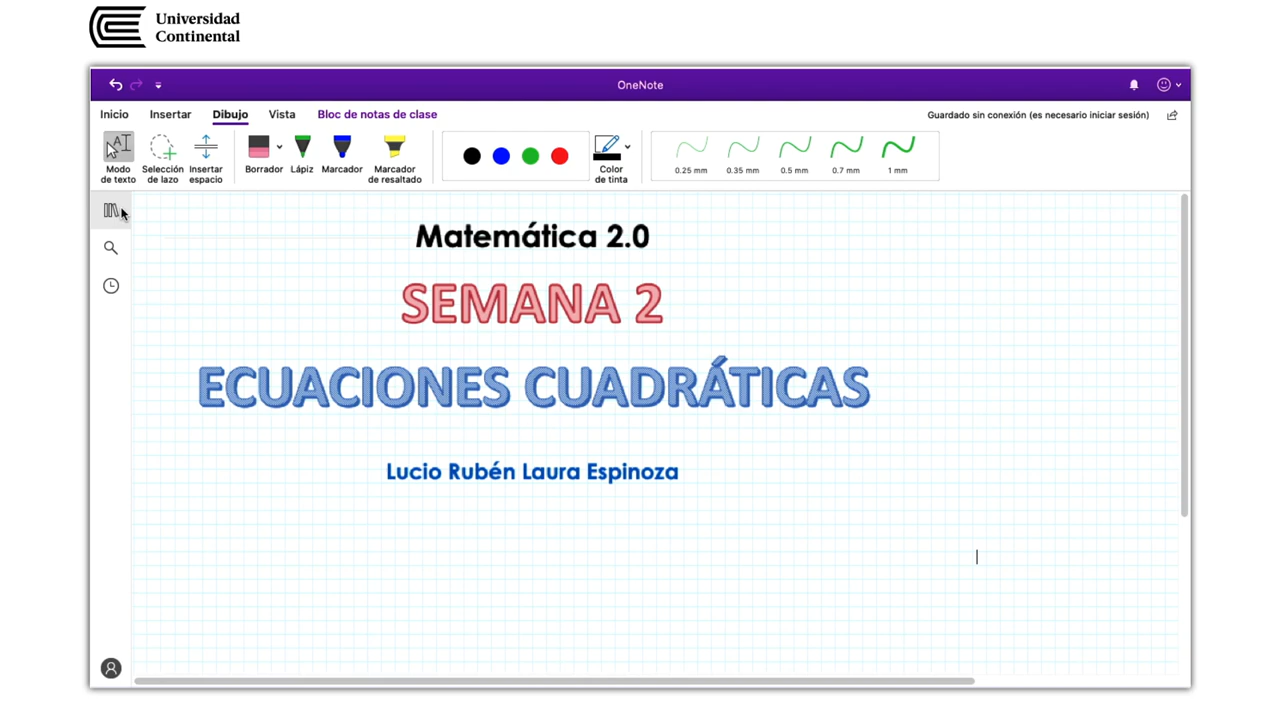 Universidad
Continental
OneNote
Inicio
Insertar
Dibujo
Vista
Bloc de notas de clase
Guardado sin conexión (es necesario iniciar sesión)
Modo
de texto
Selección
de lazo
Insertar
espacio
Borrador
Lápiz
Marcador
Marcador
de resaltado
Color
de tinta
0.25 mm
0.35 mm
0.5 mm
0.7 mm
1 mm
Matemática 2.0
SEMANA 2
ECUACIONES CUADRÁTICAS
Lucio Rubén Laura Espinoza